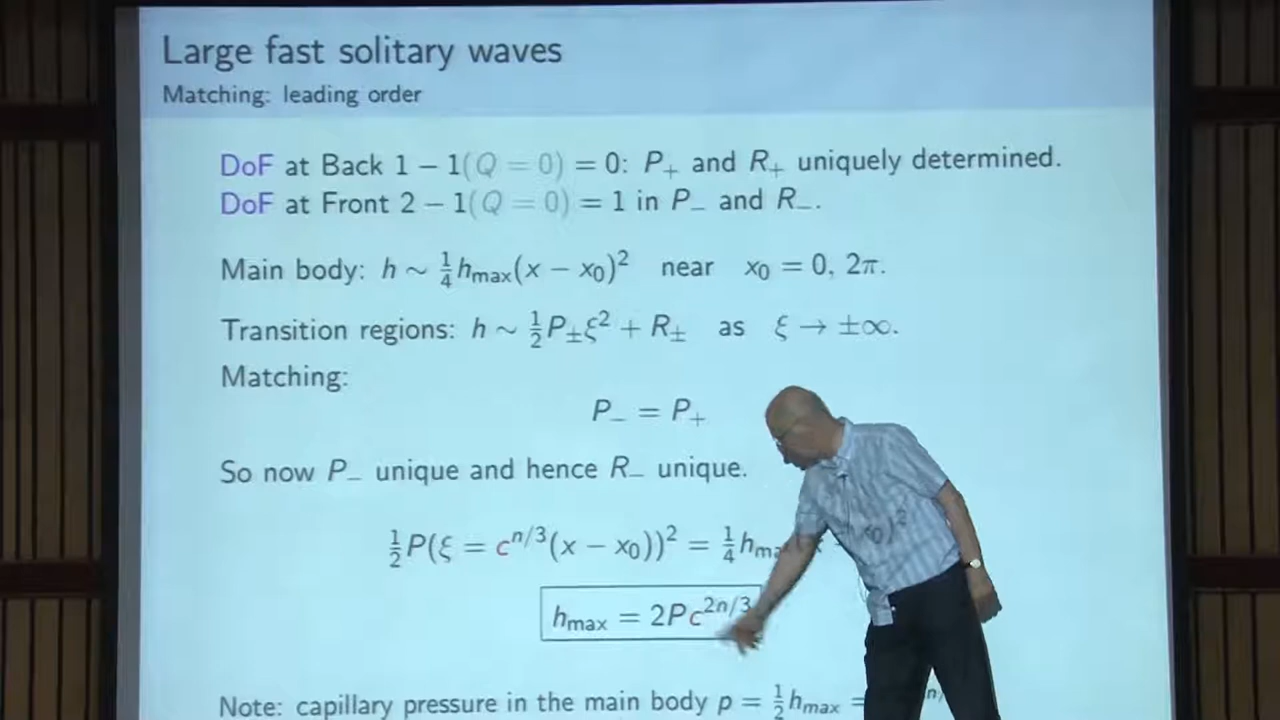 Large fast solitary waves
Matching: leading order
DoF at Back 1 − 1(Q = 0) = 0: P₊ and R₊ uniquely determined.
DoF at Front 2 − 1(Q = 0) = 1 in P₋ and R₋.
Main body: h ∼ ¼h_max(x − x₀)² near x₀ = 0, 2π.
Transition regions: h ∼ ½P±ξ² + R± as ξ → ±∞.
Matching:
P₋ = P₊
So now P₋ unique and hence R₋ unique.
½P(ξ = c^{n/3}(x − x₀))² = ¼h_ma x₀)²
h_max = 2Pc^{2n/3}
Note: capillary pressure in the main body p = ½h_max =